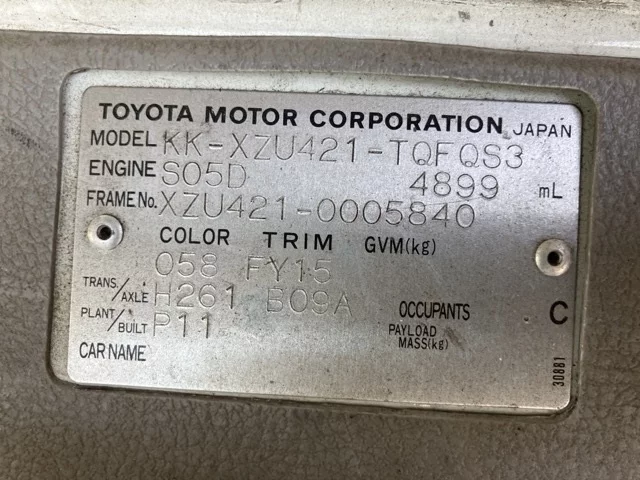 TOYOTA MOTOR CORPORATION JAPAN
MODEL KK-XZU421-TQFQS3
ENGINE S05D 4899 mL
FRAME No. XZU421-0005840
COLOR TRIM GVM(kg)
058 FY15
TRANS./AXLE H261 B09A OCCUPANTS C
PLANT/BUILT P11 PAYLOAD MASS(kg)
CAR NAME
30881